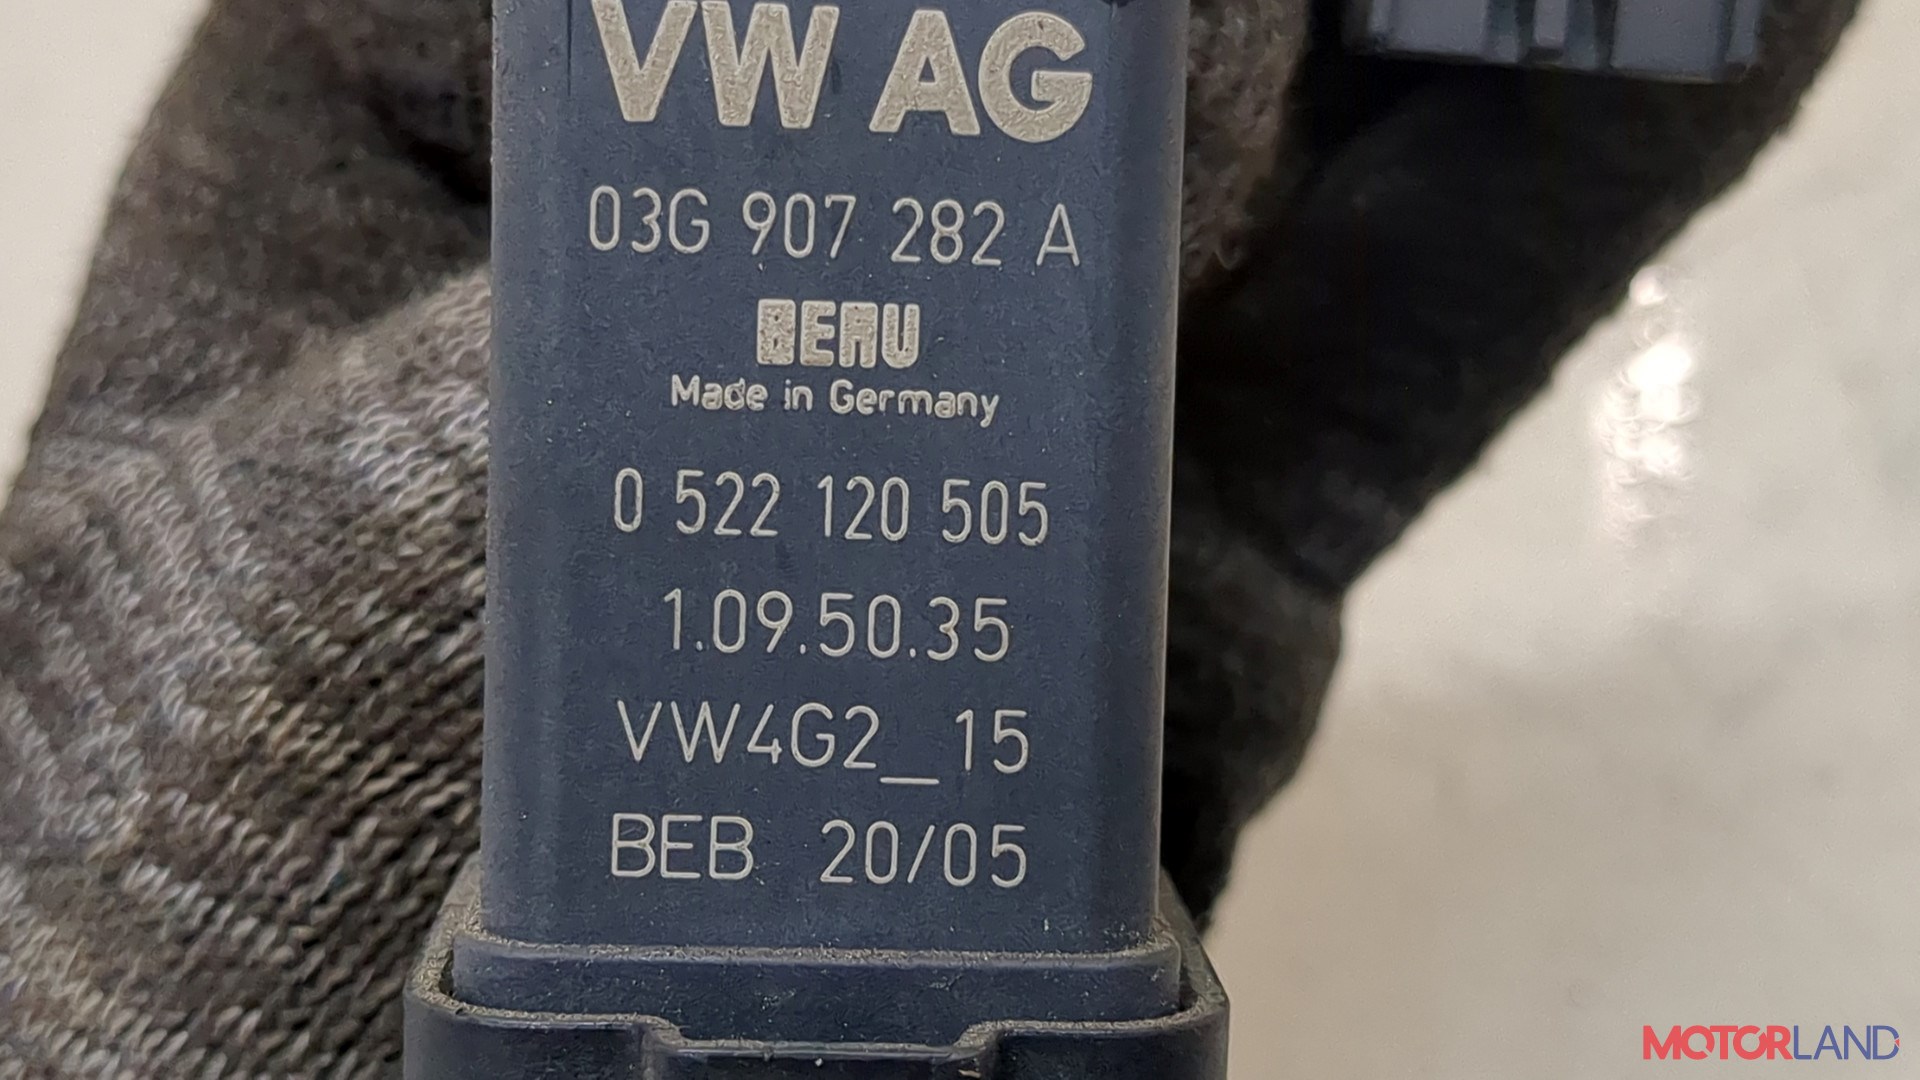 VW AG
03G 907 282 A
BERU
Made in Germany
0 522 120 505
1.09.50.35
VW4G2_15
BEB 20/05
MOTORLAND